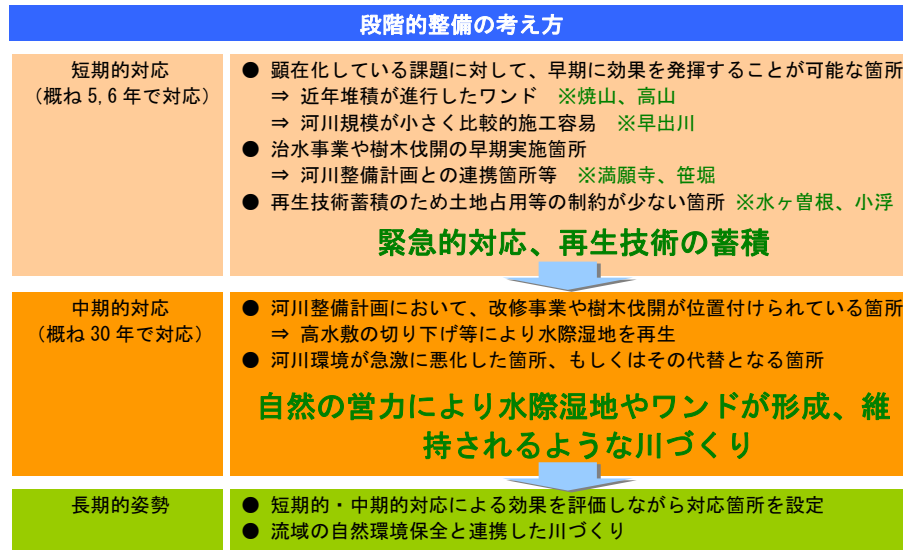 段階的整備の考え方
短期的対応
（概ね 5,6 年で対応）
● 顕在化している課題に対して、早期に効果を発揮することが可能な箇所
⇒ 近年堆積が進行したワンド ※焼山、高山
⇒ 河川規模が小さく比較的施工容易 ※早出川
● 治水事業や樹木伐開の早期実施箇所
⇒ 河川整備計画との連携箇所等 ※満願寺、笹堀
● 再生技術蓄積のため土地占用等の制約が少ない箇所 ※水ヶ曽根、小浮
緊急的対応、再生技術の蓄積
中期的対応
（概ね 30 年で対応）
● 河川整備計画において、改修事業や樹木伐開が位置付けられている箇所
⇒ 高水敷の切り下げ等により水際湿地を再生
● 河川環境が急激に悪化した箇所、もしくはその代替となる箇所
自然の営力により水際湿地やワンドが形成、維
持されるような川づくり
長期的姿勢
● 短期的・中期的対応による効果を評価しながら対応箇所を設定
● 流域の自然環境保全と連携した川づくり